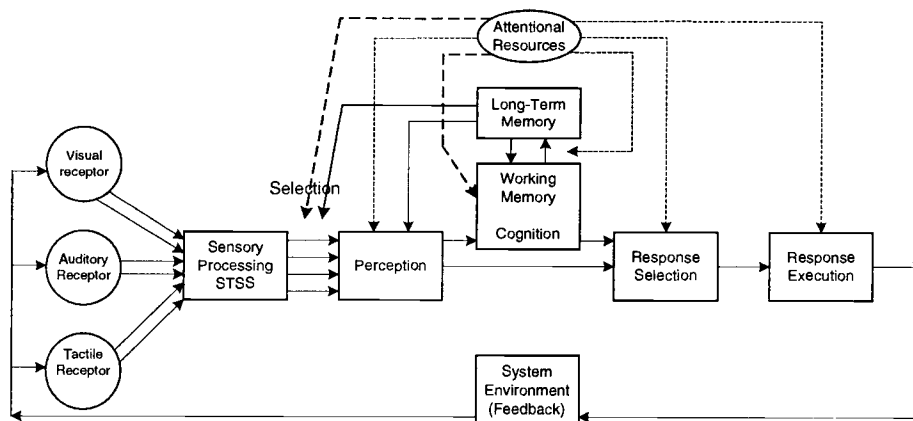 Attentional
Resources
Long-Term
Memory
Visual
receptor
Selection
Working
Memory
Cognition
Auditory
Receptor
Sensory
Processing
STSS
Perception
Response
Selection
Response
Execution
Tactile
Receptor
System
Environment
(Feedback)